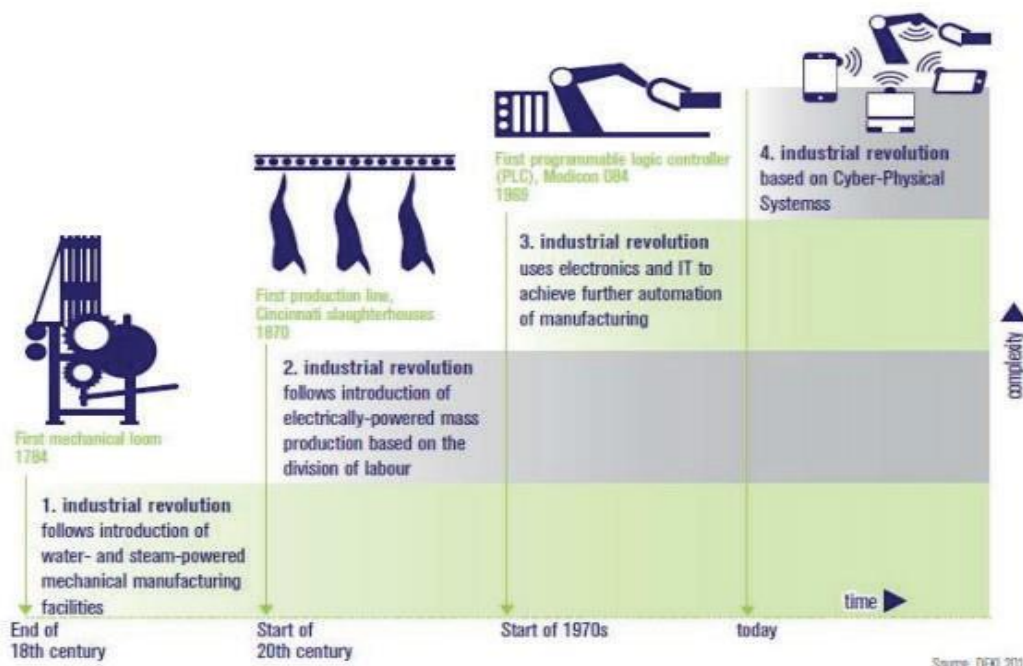 First programmable logic controller
(PLC), Modicon 084
1969
4. industrial revolution
based on Cyber-Physical
Systemss
3. industrial revolution
uses electronics and IT to
achieve further automation
of manufacturing
First production line,
Cincinnati slaughterhouses
1870
2. industrial revolution
follows introduction of
electrically-powered mass
production based on the
division of labour
First mechanical loom
1784
1. industrial revolution
follows introduction of
water- and steam-powered
mechanical manufacturing
facilities
complexity
time
End of
18th century
Start of
20th century
Start of 1970s
today
Source